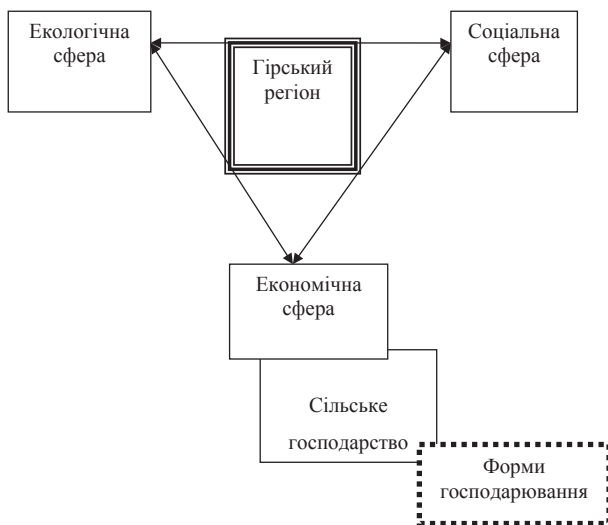 Екологічна
сфера
Гірський
регіон
Соціальна
сфера
Економічна
сфера
Сільське
господарство
Форми
господарювання